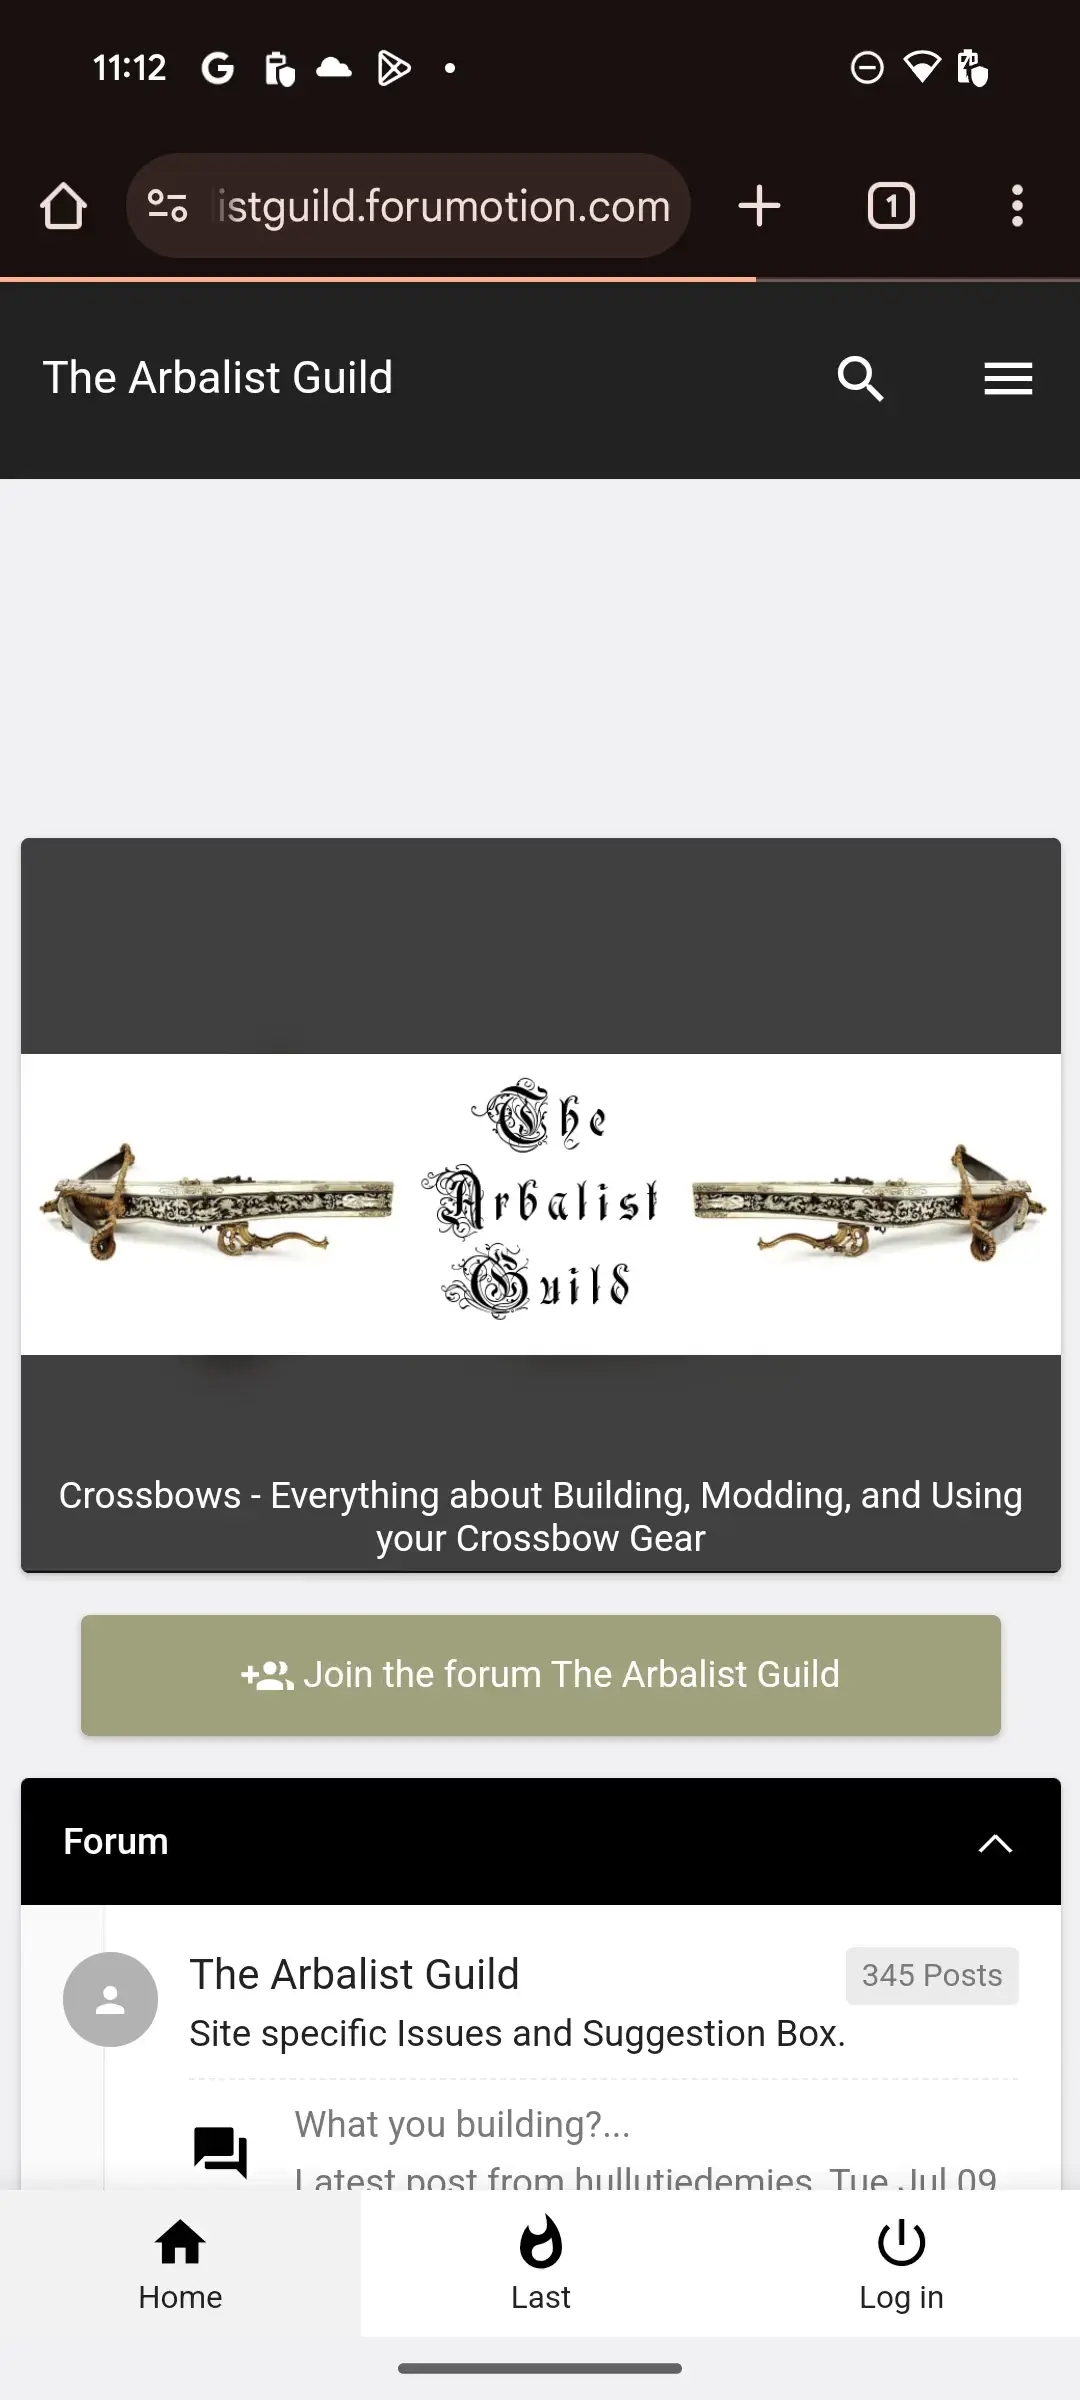 11:12
istguild.forumotion.com
1
The Arbalist Guild
The
Arbalist
Guild
Crossbows - Everything about Building, Modding, and Using
your Crossbow Gear
Join the forum The Arbalist Guild
Forum
The Arbalist Guild
345 Posts
Site specific Issues and Suggestion Box.
What you building?...
Latest post from hullutiedemies, Tue Jul 09
Home
Last
Log in